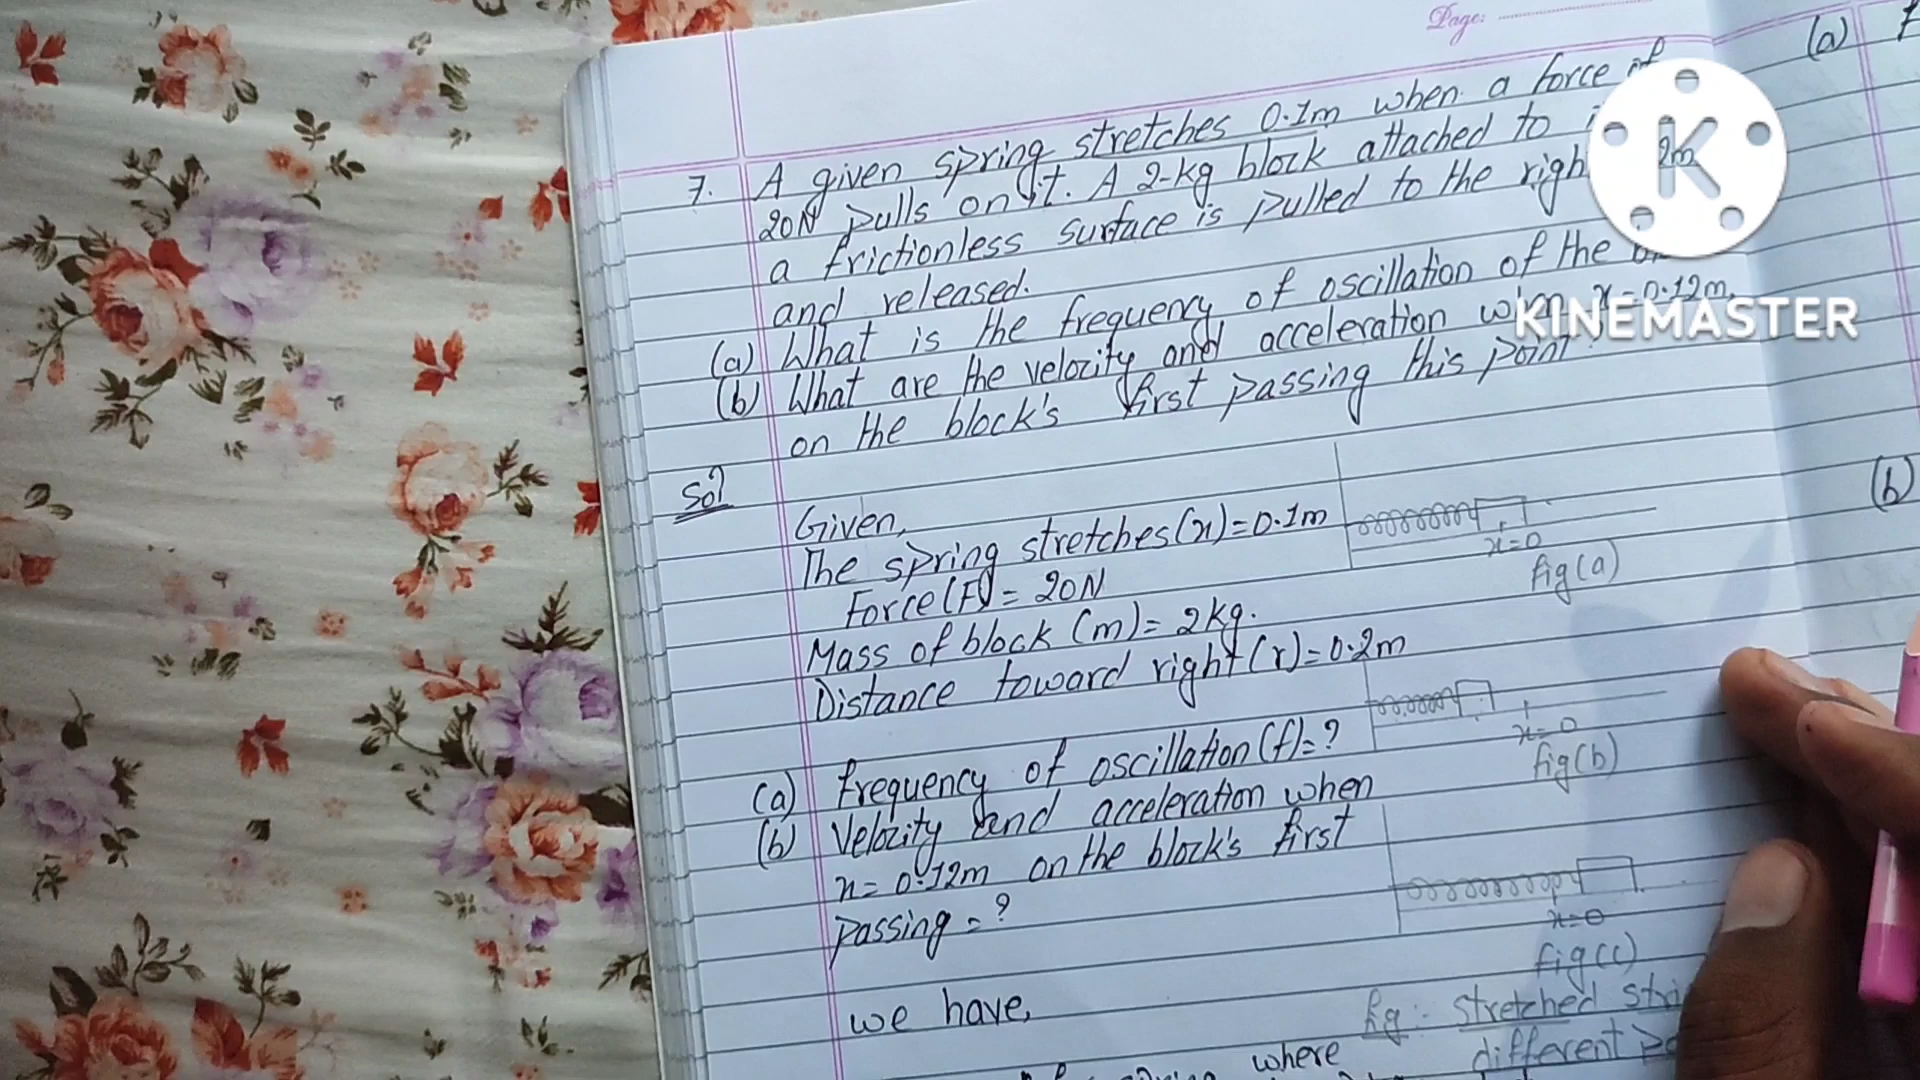 Page:
7. A given spring stretches 0.1m when a force of
20N pulls on it. A 2-kg block attached to
a frictionless surface is pulled to the right 2m
and released.
(a) What is the frequency of oscillation of the
(b) What are the velocity and acceleration when x=0.12m,
on the block's first passing this point?
Sol
Given,
The spring stretches (x)=0.1m
Force (F) = 20N
Mass of block (m)= 2kg.
Distance toward right (r)=0.2m
(a) frequency of oscillation (f)=?
(b) Velocity and acceleration when
x= 0.12m on the block's first
passing = ?
we have,
where
x=0
fig(a)
x=0
fig(b)
x=0
fig(c)
fig:- Stretched
different
(a)
(b)
K
KINEMASTER